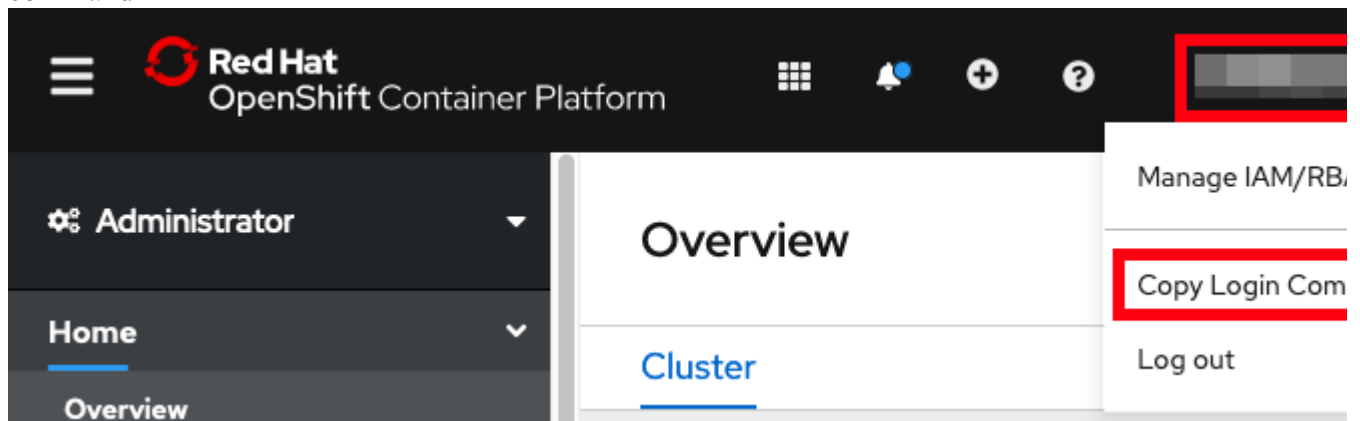 Red Hat
OpenShift Container Platform
Administrator
Home
Overview
Overview
Cluster
Manage IAM/RB
Copy Login Com
Log out